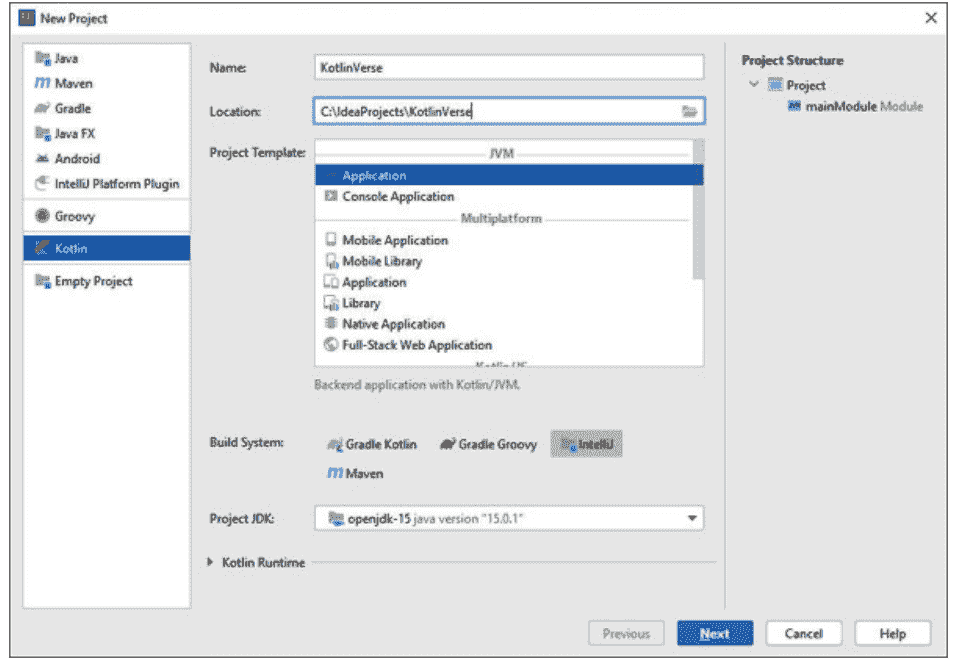 New Project
Java
Maven
Gradle
Java FX
Android
IntelliJ Platform Plugin
Groovy
Kotlin
Empty Project
Name:
KotlinVerse
Location:
C:\IdeaProjects\KotlinVerse
Project Template:
JVM
Application
Console Application
Multiplatform
Mobile Application
Mobile Library
Application
Library
Native Application
Full-Stack Web Application
Backend application with Kotlin/JVM.
Build System:
Gradle Kotlin
Gradle Groovy
IntelliJ
Maven
Project JDK:
openjdk-15 java version "15.0.1"
Kotlin Runtime
Project Structure
Project
mainModule Module
Previous
Next
Cancel
Help